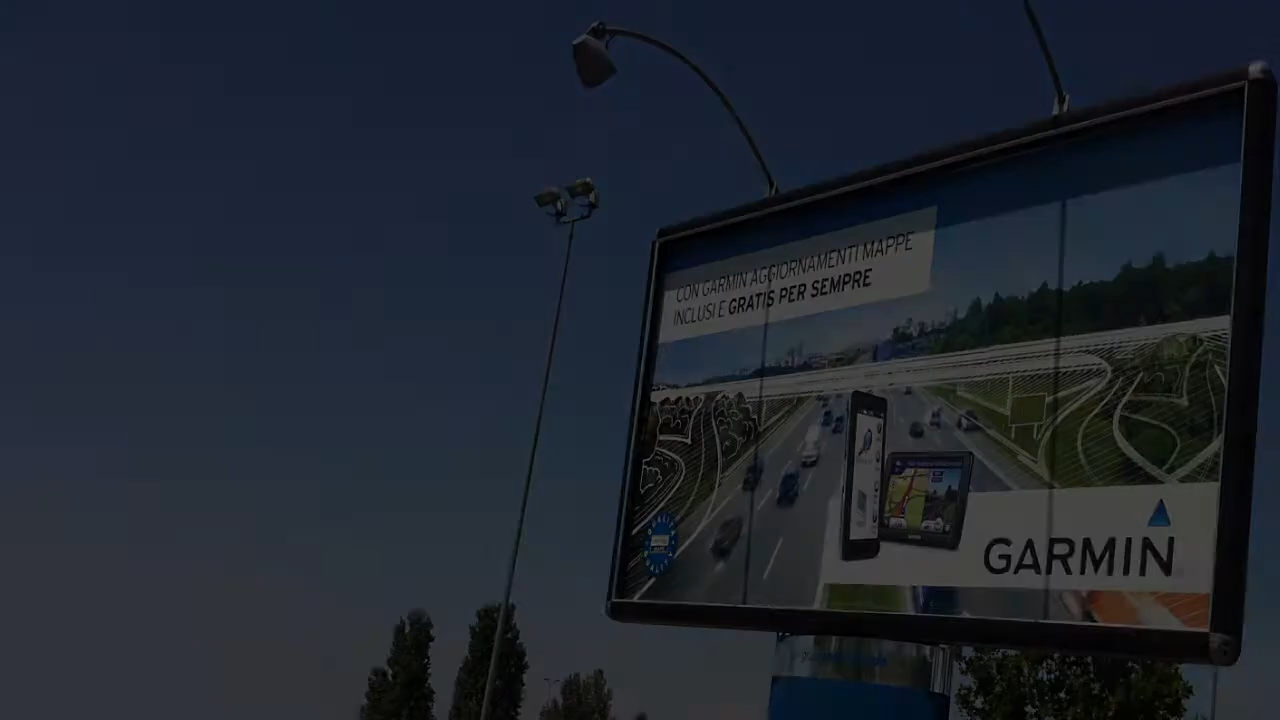 CON GARMIN AGGIORNAMENTI MAPPE
INCLUSI E GRATIS PER SEMPRE
GARMIN